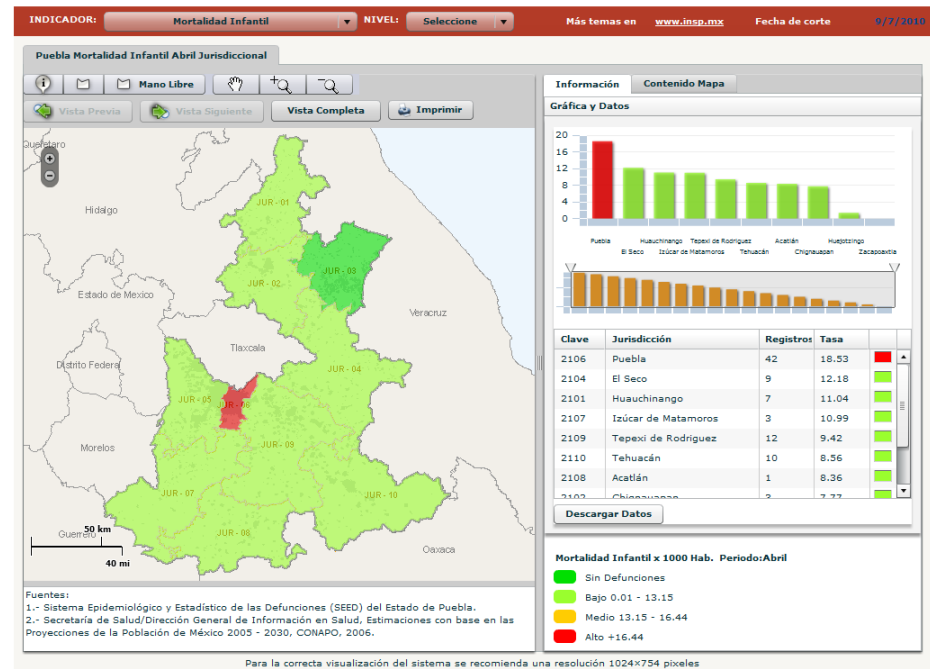 INDICADOR: Mortalidad Infantil NIVEL: Seleccione Más temas en www.insp.mx Fecha de corte 9/7/2010
Puebla Mortalidad Infantil Abril Jurisdiccional
Mano Libre
Vista Previa Vista Siguiente Vista Completa Imprimir
Queretaro
Hidalgo
Estado de Mexico
Distrito Federal
Morelos
Guerrero
Tlaxcala
Veracruz
Oaxaca
JUR - 01
JUR - 03
JUR - 02
JUR - 04
JUR - 05
JUR - 06
JUR - 09
JUR - 07
JUR - 10
JUR - 08
50 km
40 mi
Fuentes:
1.- Sistema Epidemiológico y Estadístico de las Defunciones (SEED) del Estado de Puebla.
2.- Secretaría de Salud/Dirección General de Información en Salud, Estimaciones con base en las
Proyecciones de la Población de México 2005 - 2030, CONAPO, 2006.
Información Contenido Mapa
Gráfica y Datos
20
16
12
8
4
0
Puebla Huauchinango Tepexi de Rodriguez Acatlán Huejotzingo
El Seco Izúcar de Matamoros Tehuacán Chignauapan Zacapoaxtla
Clave Jurisdicción Registros Tasa
2106 Puebla 42 18.53
2104 El Seco 9 12.18
2101 Huauchinango 7 11.04
2107 Izúcar de Matamoros 3 10.99
2109 Tepexi de Rodriguez 12 9.42
2110 Tehuacán 10 8.56
2108 Acatlán 1 8.36
2102 Chignauapan 3 7.77
Descargar Datos
Mortalidad Infantil x 1000 Hab. Periodo:Abril
Sin Defunciones
Bajo 0.01 - 13.15
Medio 13.15 - 16.44
Alto +16.44
Para la correcta visualización del sistema se recomienda una resolución 1024×754 pixeles